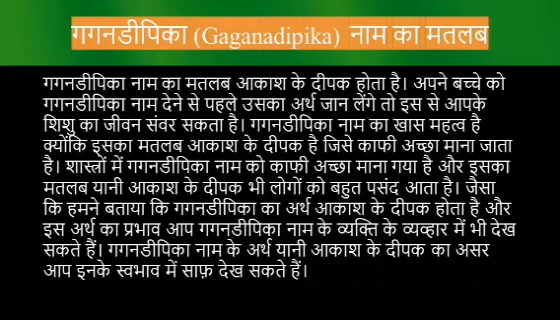 गगनडीपिका (Gaganadipika) नाम का मतलब
गगनडीपिका नाम का मतलब आकाश के दीपक होता है। अपने बच्चे को
गगनडीपिका नाम देने से पहले उसका अर्थ जान लेंगे तो इस से आपके
शिशु का जीवन संवर सकता है। गगनडीपिका नाम का खास महत्व है
क्योंकि इसका मतलब आकाश के दीपक है जिसे काफी अच्छा माना जाता
है। शास्त्रों में गगनडीपिका नाम को काफी अच्छा माना गया है और इसका
मतलब यानी आकाश के दीपक भी लोगों को बहुत पसंद आता है। जैसा
कि हमने बताया कि गगनडीपिका का अर्थ आकाश के दीपक होता है और
इस अर्थ का प्रभाव आप गगनडीपिका नाम के व्यक्ति के व्यव्हार में भी देख
सकते हैं। गगनडीपिका नाम के अर्थ यानी आकाश के दीपक का असर
आप इनके स्वभाव में साफ़ देख सकते हैं।